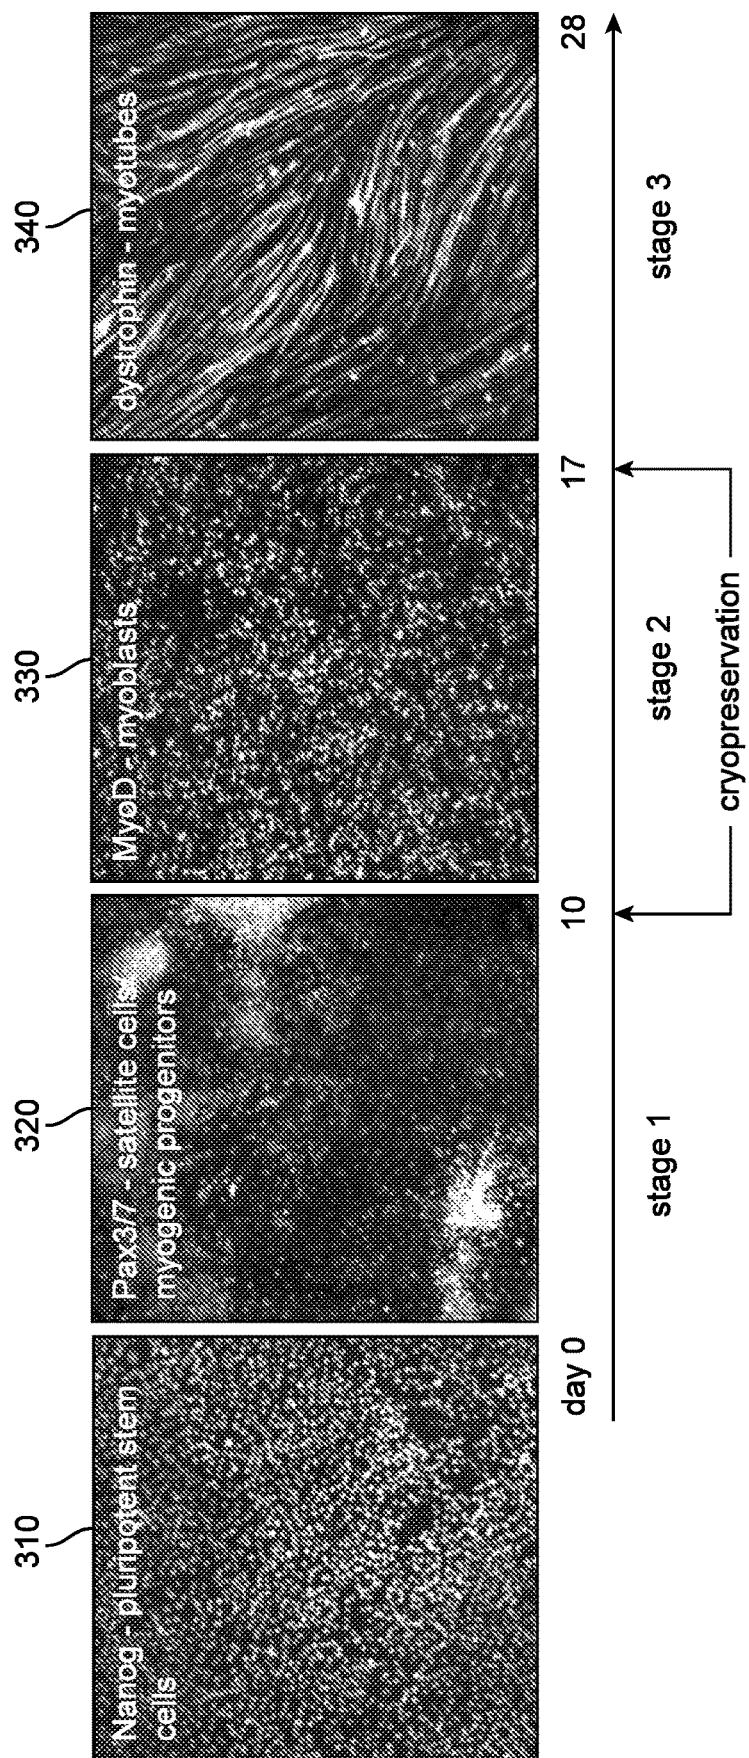 310
320
330
340
Nanog - pluripotent stem
cells
Pax3/7 - satellite cells,
myogenic progenitors
MyoD - myoblasts
dystrophin - myotubes
day 0
10
17
28
stage 1
stage 2
stage 3
cryopreservation